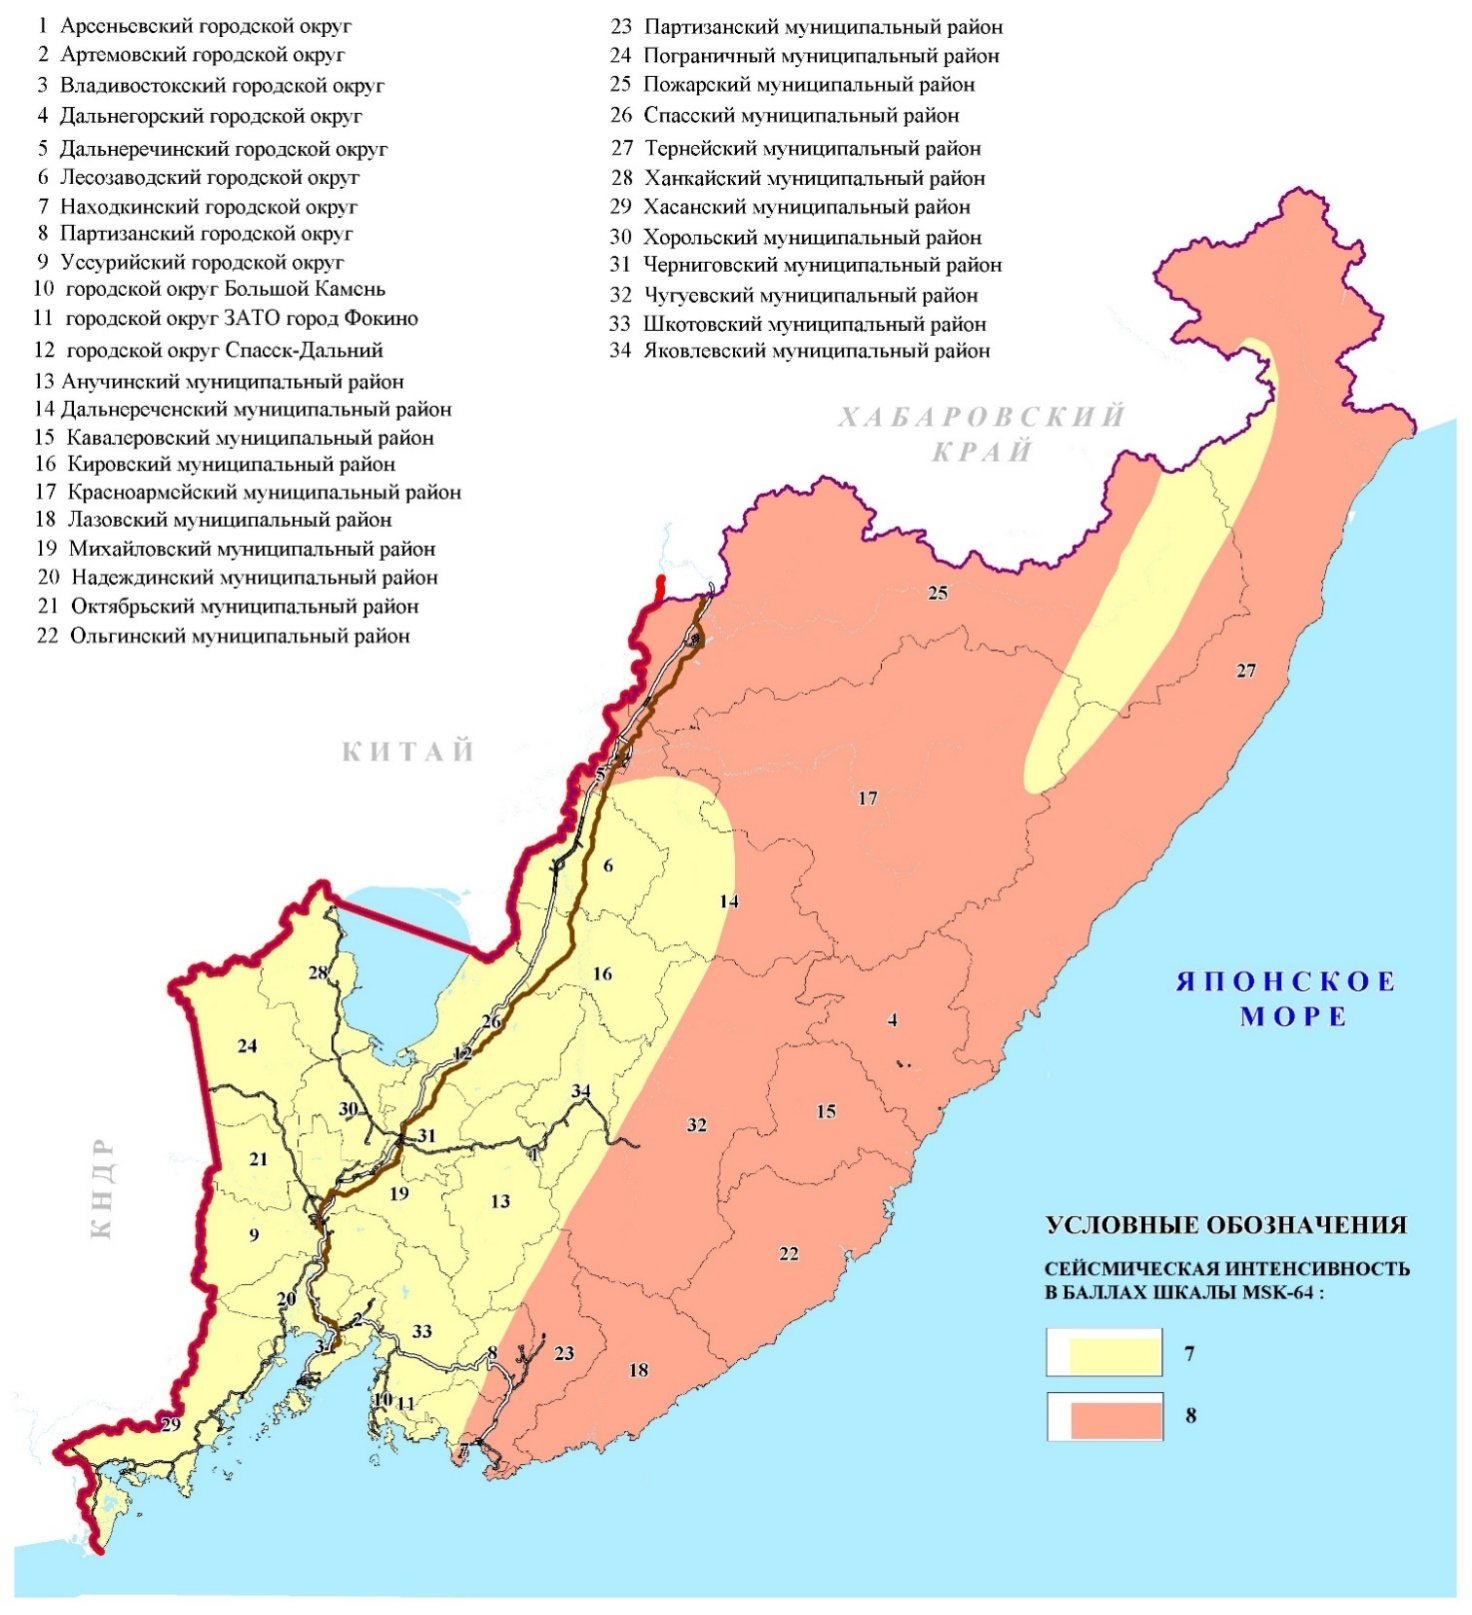 1 Арсеньевский городской округ
2 Артемовский городской округ
3 Владивостокский городской округ
4 Дальнегорский городской округ
5 Дальнеречинский городской округ
6 Лесозаводский городской округ
7 Находкинский городской округ
8 Партизанский городской округ
9 Уссурийский городской округ
10 городской округ Большой Камень
11 городской округ ЗАТО город Фокино
12 городской округ Спасск-Дальний
13 Анучинский муниципальный район
14 Дальнереченский муниципальный район
15 Кавалеровский муниципальный район
16 Кировский муниципальный район
17 Красноармейский муниципальный район
18 Лазовский муниципальный район
19 Михайловский муниципальный район
20 Надеждинский муниципальный район
21 Октябрьский муниципальный район
22 Ольгинский муниципальный район
23 Партизанский муниципальный район
24 Пограничный муниципальный район
25 Пожарский муниципальный район
26 Спасский муниципальный район
27 Тернейский муниципальный район
28 Ханкайский муниципальный район
29 Хасанский муниципальный район
30 Хорольский муниципальный район
31 Черниговский муниципальный район
32 Чугуевский муниципальный район
33 Шкотовский муниципальный район
34 Яковлевский муниципальный район
ХАБАРОВСКИЙ
КРАЙ
25
27
КИТАЙ
5
17
6
14
28
16
ЯПОНСКОЕ
МОРЕ
26
4
24
12
34
30
15
32
31
1
21
КНДР
19
13
9
22
20
2
33
3
8
23
18
10
11
29
7
УСЛОВНЫЕ ОБОЗНАЧЕНИЯ
СЕЙСМИЧЕСКАЯ ИНТЕНСИВНОСТЬ
В БАЛЛАХ ШКАЛЫ MSK-64 :
7
8